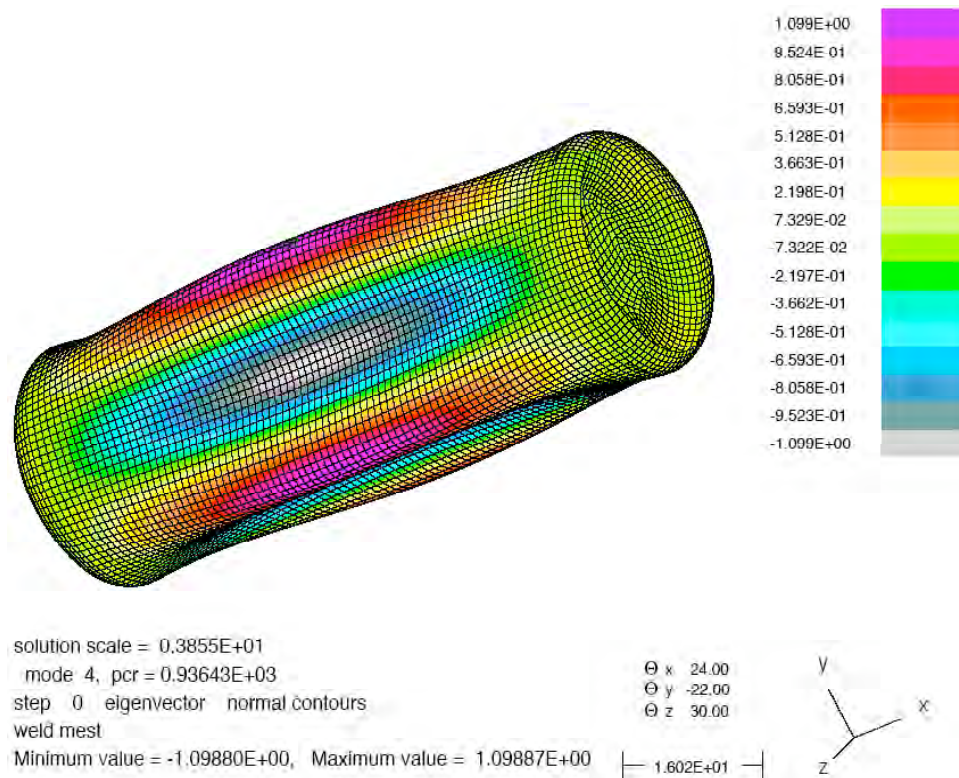 1.099E+00
9.524E-01
8.058E-01
6.593E-01
5.128E-01
3.663E-01
2.198E-01
7.329E-02
-7.322E-02
-2.197E-01
-3.662E-01
-5.128E-01
-6.593E-01
-8.058E-01
-9.523E-01
-1.099E+00
solution scale = 0.3855E+01
mode 4, pcr = 0.93643E+03
step 0 eigenvector normal contours
weld mest
Minimum value = -1.09880E+00, Maximum value = 1.09887E+00
Θ x 24.00
Θ y -22.00
Θ z 30.00
1.602E+01
y
x
z